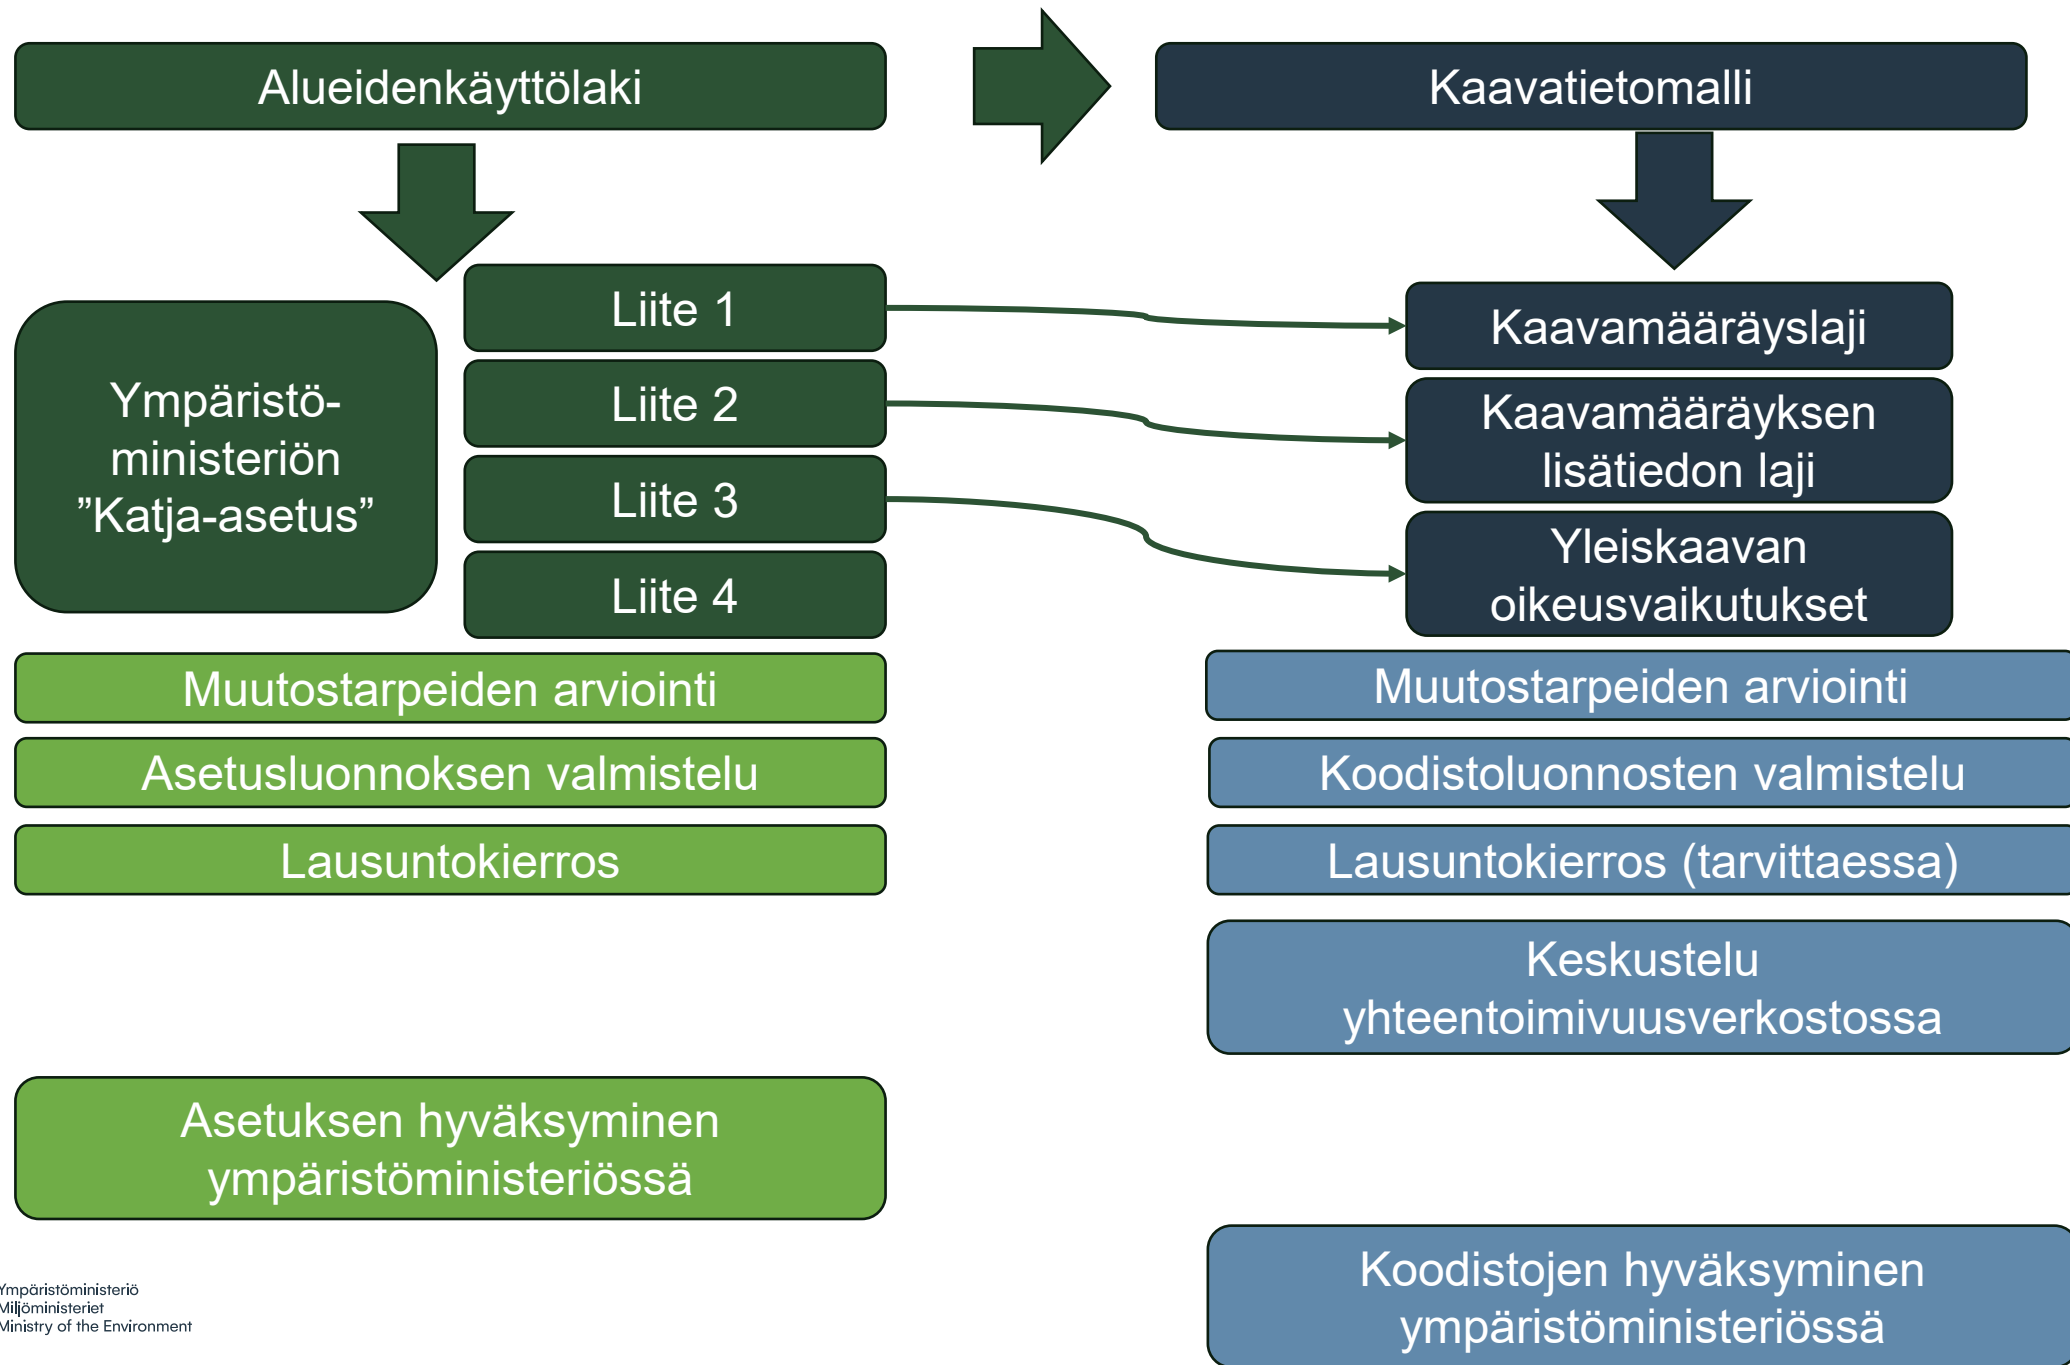 Alueidenkäyttölaki
Kaavatietomalli
Ympäristö-
ministeriön
”Katja-asetus”
Liite 1
Liite 2
Liite 3
Liite 4
Kaavamääräyslaji
Kaavamääräyksen
lisätiedon laji
Yleiskaavan
oikeusvaikutukset
Muutostarpeiden arviointi
Asetusluonnoksen valmistelu
Lausuntokierros
Asetuksen hyväksyminen
ympäristöministeriössä
Muutostarpeiden arviointi
Koodistoluonnosten valmistelu
Lausuntokierros (tarvittaessa)
Keskustelu
yhteentoimivuusverkostossa
Koodistojen hyväksyminen
ympäristöministeriössä
Ympäristöministeriö
Miljöministeriet
Ministry of the Environment